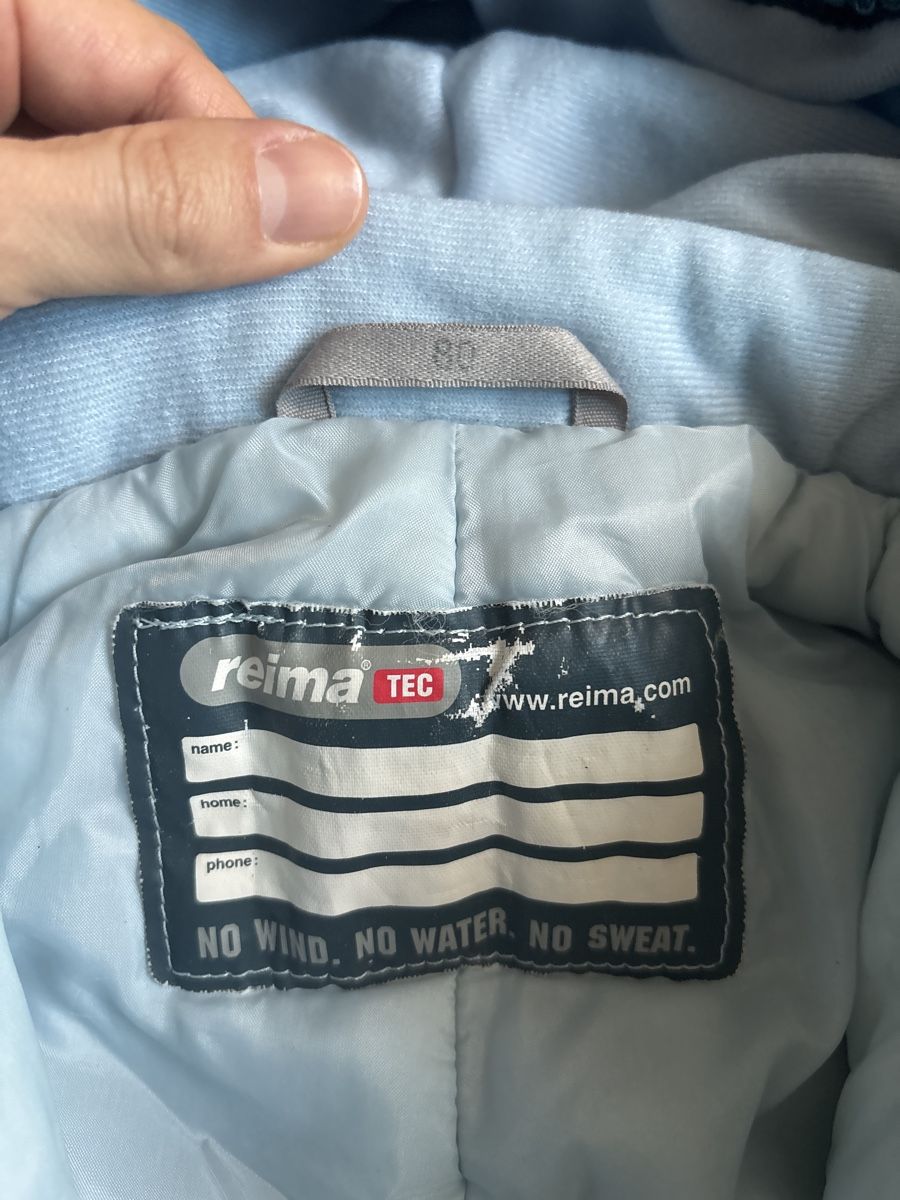 80
reima® TEC www.reima.com
name:
home:
phone:
NO WIND. NO WATER. NO SWEAT.